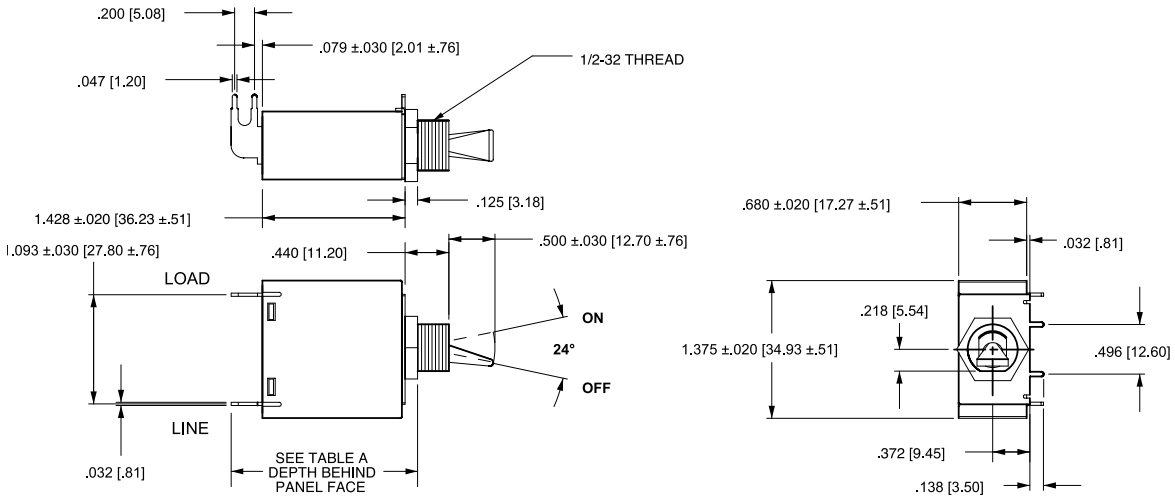 .200 [5.08]
.079 ±.030 [2.01 ±.76]
1/2-32 THREAD
.047 [1.20]
.125 [3.18]
1.428 ±.020 [36.23 ±.51]
.680 ±.020 [17.27 ±.51]
.500 ±.030 [12.70 ±.76]
.440 [11.20]
.032 [.81]
1.093 ±.030 [27.80 ±.76]
LOAD
ON
24°
OFF
.218 [5.54]
1.375 ±.020 [34.93 ±.51]
.496 [12.60]
LINE
.032 [.81]
SEE TABLE A
DEPTH BEHIND
PANEL FACE
.372 [9.45]
.138 [3.50]